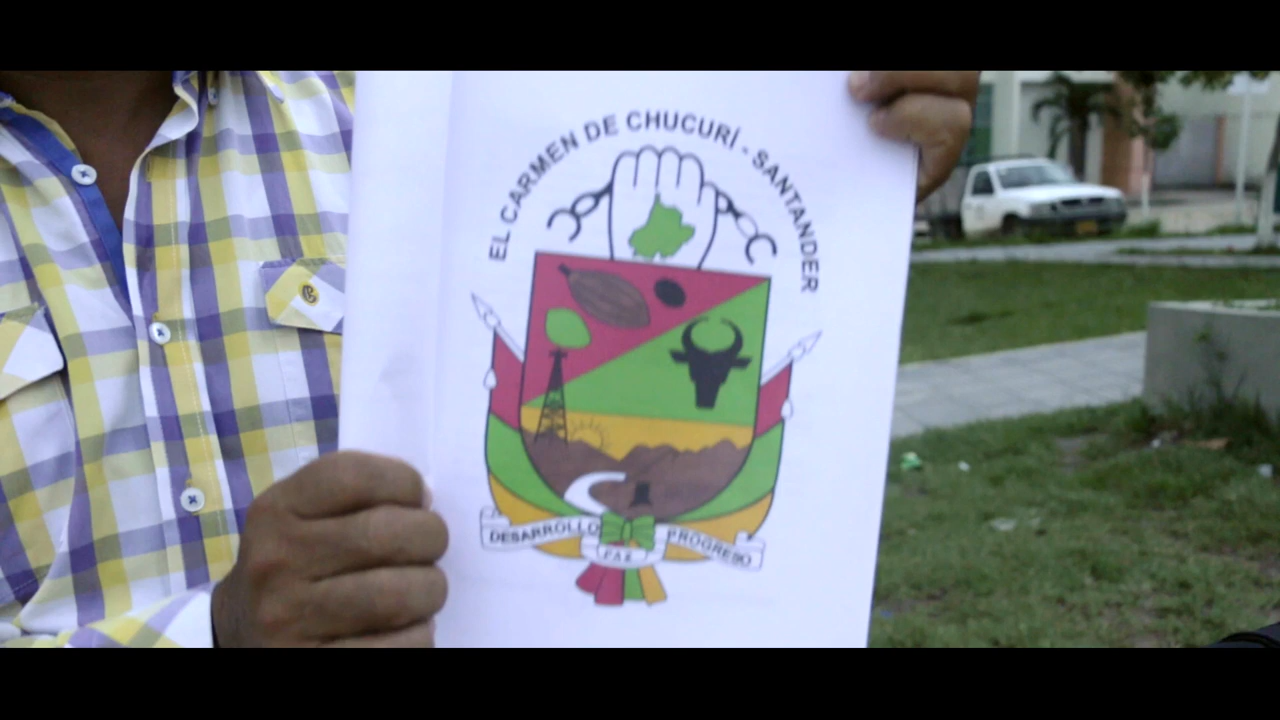 EL CARMEN DE CHUCURÍ - SANTANDER
DESARROLLO
PAZ
PROGRESO